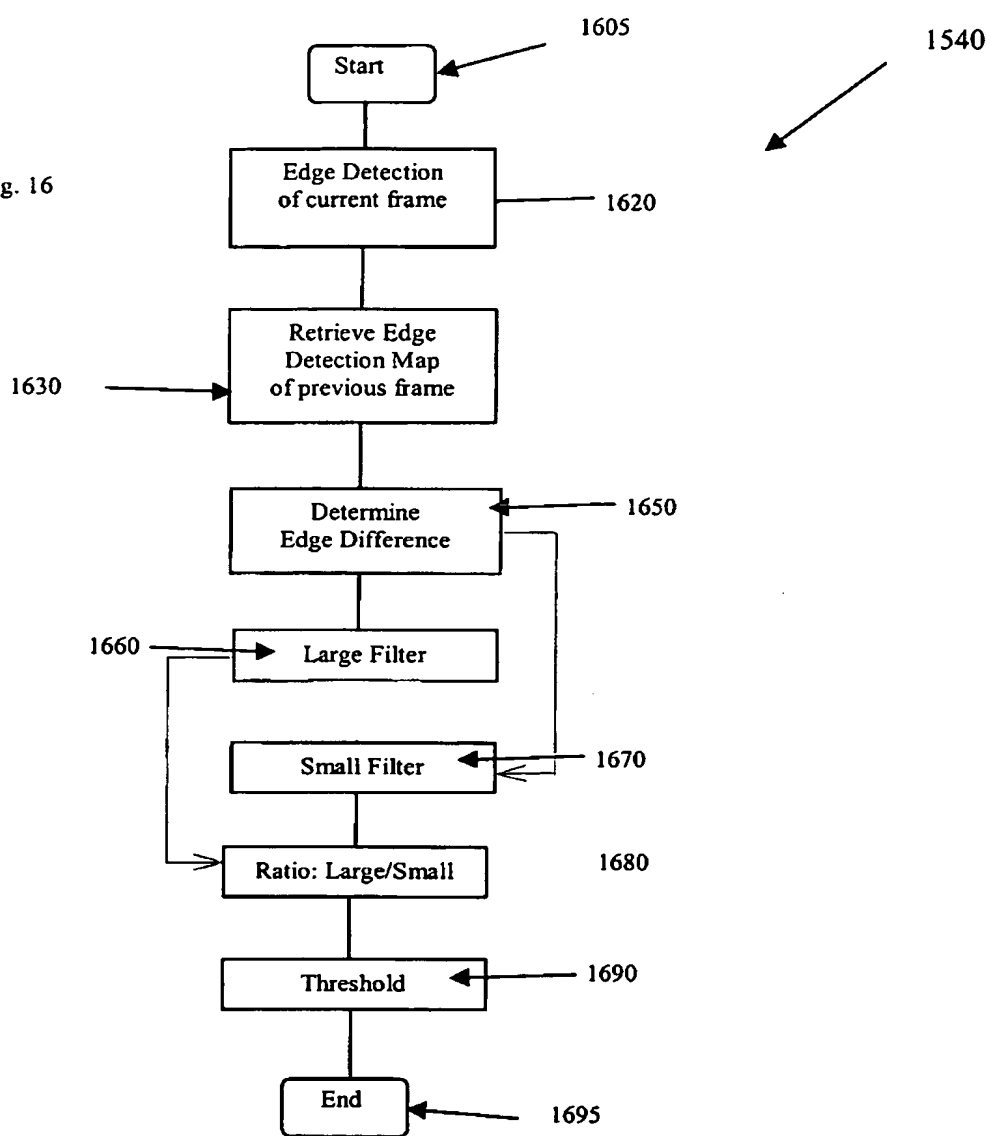 1605
1540
Start
g. 16
Edge Detection
of current frame
1620
Retrieve Edge
Detection Map
of previous frame
1630
Determine
Edge Difference
1650
1660
Large Filter
Small Filter
1670
Ratio: Large/Small
1680
Threshold
1690
End
1695